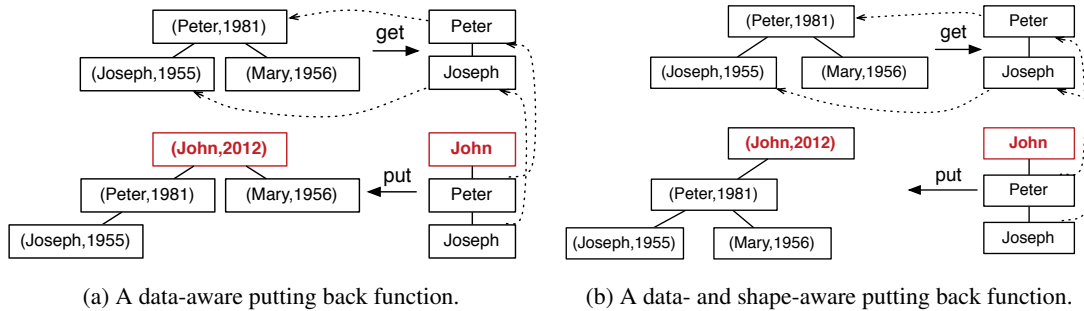 (Peter,1981)
get
Peter
(Joseph,1955)
(Mary,1956)
Joseph
(John,2012)
John
(Peter,1981)
(Mary,1956)
put
Peter
(Joseph,1955)
Joseph
(a) A data-aware putting back function.
(Peter,1981)
get
Peter
(Joseph,1955)
(Mary,1956)
Joseph
(John,2012)
John
(Peter,1981)
put
Peter
(Joseph,1955)
(Mary,1956)
Joseph
(b) A data- and shape-aware putting back function.